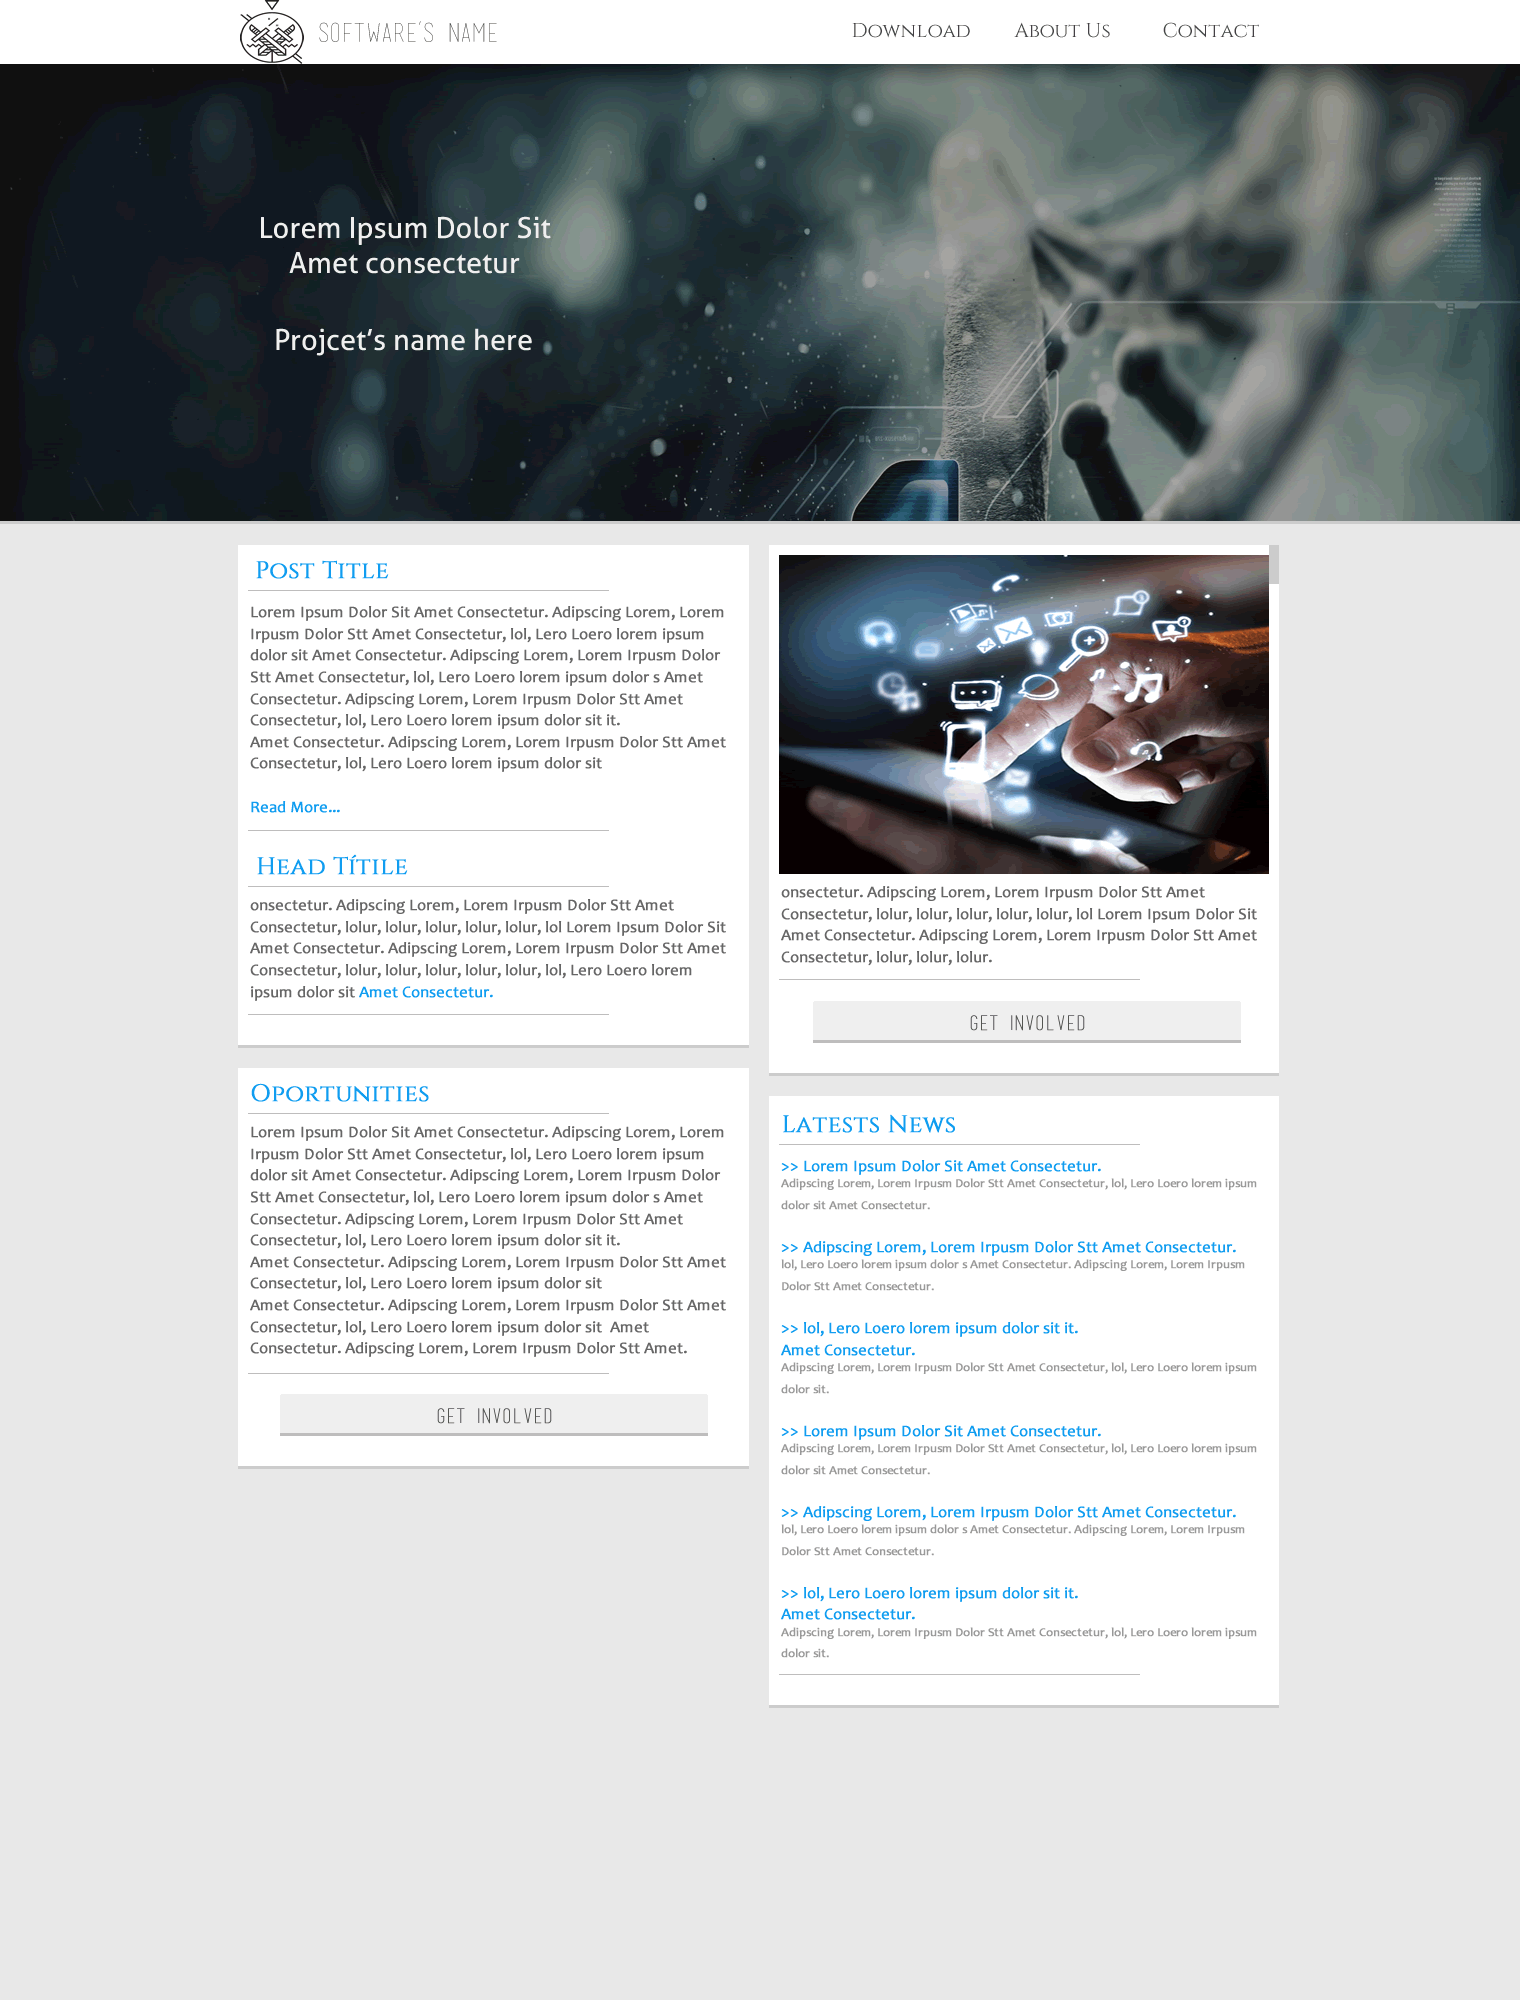 SOFTWARE'S NAME
Download About Us Contact
Lorem Ipsum Dolor Sit
Amet consectetur
Projcet's name here
Post Title
Lorem Ipsum Dolor Sit Amet Consectetur. Adipscing Lorem, Lorem
Irpusm Dolor Stt Amet Consectetur, lol, Lero Loero lorem ipsum
dolor sit Amet Consectetur. Adipscing Lorem, Lorem Irpusm Dolor
Stt Amet Consectetur, lol, Lero Loero lorem ipsum dolor s Amet
Consectetur. Adipscing Lorem, Lorem Irpusm Dolor Stt Amet
Consectetur, lol, Lero Loero lorem ipsum dolor sit it.
Amet Consectetur. Adipscing Lorem, Lorem Irpusm Dolor Stt Amet
Consectetur, lol, Lero Loero lorem ipsum dolor sit
Read More...
Head Títile
onsectetur. Adipscing Lorem, Lorem Irpusm Dolor Stt Amet
Consectetur, lolur, lolur, lolur, lolur, lolur, lol Lorem Ipsum Dolor Sit
Amet Consectetur. Adipscing Lorem, Lorem Irpusm Dolor Stt Amet
Consectetur, lolur, lolur, lolur, lolur, lolur, lol, Lero Loero lorem
ipsum dolor sit Amet Consectetur.
Oportunities
Lorem Ipsum Dolor Sit Amet Consectetur. Adipscing Lorem, Lorem
Irpusm Dolor Stt Amet Consectetur, lol, Lero Loero lorem ipsum
dolor sit Amet Consectetur. Adipscing Lorem, Lorem Irpusm Dolor
Stt Amet Consectetur, lol, Lero Loero lorem ipsum dolor s Amet
Consectetur. Adipscing Lorem, Lorem Irpusm Dolor Stt Amet
Consectetur, lol, Lero Loero lorem ipsum dolor sit it.
Amet Consectetur. Adipscing Lorem, Lorem Irpusm Dolor Stt Amet
Consectetur, lol, Lero Loero lorem ipsum dolor sit
Amet Consectetur. Adipscing Lorem, Lorem Irpusm Dolor Stt Amet
Consectetur, lol, Lero Loero lorem ipsum dolor sit Amet
Consectetur. Adipscing Lorem, Lorem Irpusm Dolor Stt Amet.
GET INVOLVED
onsectetur. Adipscing Lorem, Lorem Irpusm Dolor Stt Amet
Consectetur, lolur, lolur, lolur, lolur, lolur, lol Lorem Ipsum Dolor Sit
Amet Consectetur. Adipscing Lorem, Lorem Irpusm Dolor Stt Amet
Consectetur, lolur, lolur, lolur.
GET INVOLVED
Latests News
>> Lorem Ipsum Dolor Sit Amet Consectetur.
Adipscing Lorem, Lorem Irpusm Dolor Stt Amet Consectetur, lol, Lero Loero lorem ipsum
dolor sit Amet Consectetur.
>> Adipscing Lorem, Lorem Irpusm Dolor Stt Amet Consectetur.
lol, Lero Loero lorem ipsum dolor s Amet Consectetur. Adipscing Lorem, Lorem Irpusm
Dolor Stt Amet Consectetur.
>> lol, Lero Loero lorem ipsum dolor sit it.
Amet Consectetur.
Adipscing Lorem, Lorem Irpusm Dolor Stt Amet Consectetur, lol, Lero Loero lorem ipsum
dolor sit.
>> Lorem Ipsum Dolor Sit Amet Consectetur.
Adipscing Lorem, Lorem Irpusm Dolor Stt Amet Consectetur, lol, Lero Loero lorem ipsum
dolor sit Amet Consectetur.
>> Adipscing Lorem, Lorem Irpusm Dolor Stt Amet Consectetur.
lol, Lero Loero lorem ipsum dolor s Amet Consectetur. Adipscing Lorem, Lorem Irpusm
Dolor Stt Amet Consectetur.
>> lol, Lero Loero lorem ipsum dolor sit it.
Amet Consectetur.
Adipscing Lorem, Lorem Irpusm Dolor Stt Amet Consectetur, lol, Lero Loero lorem ipsum
dolor sit.